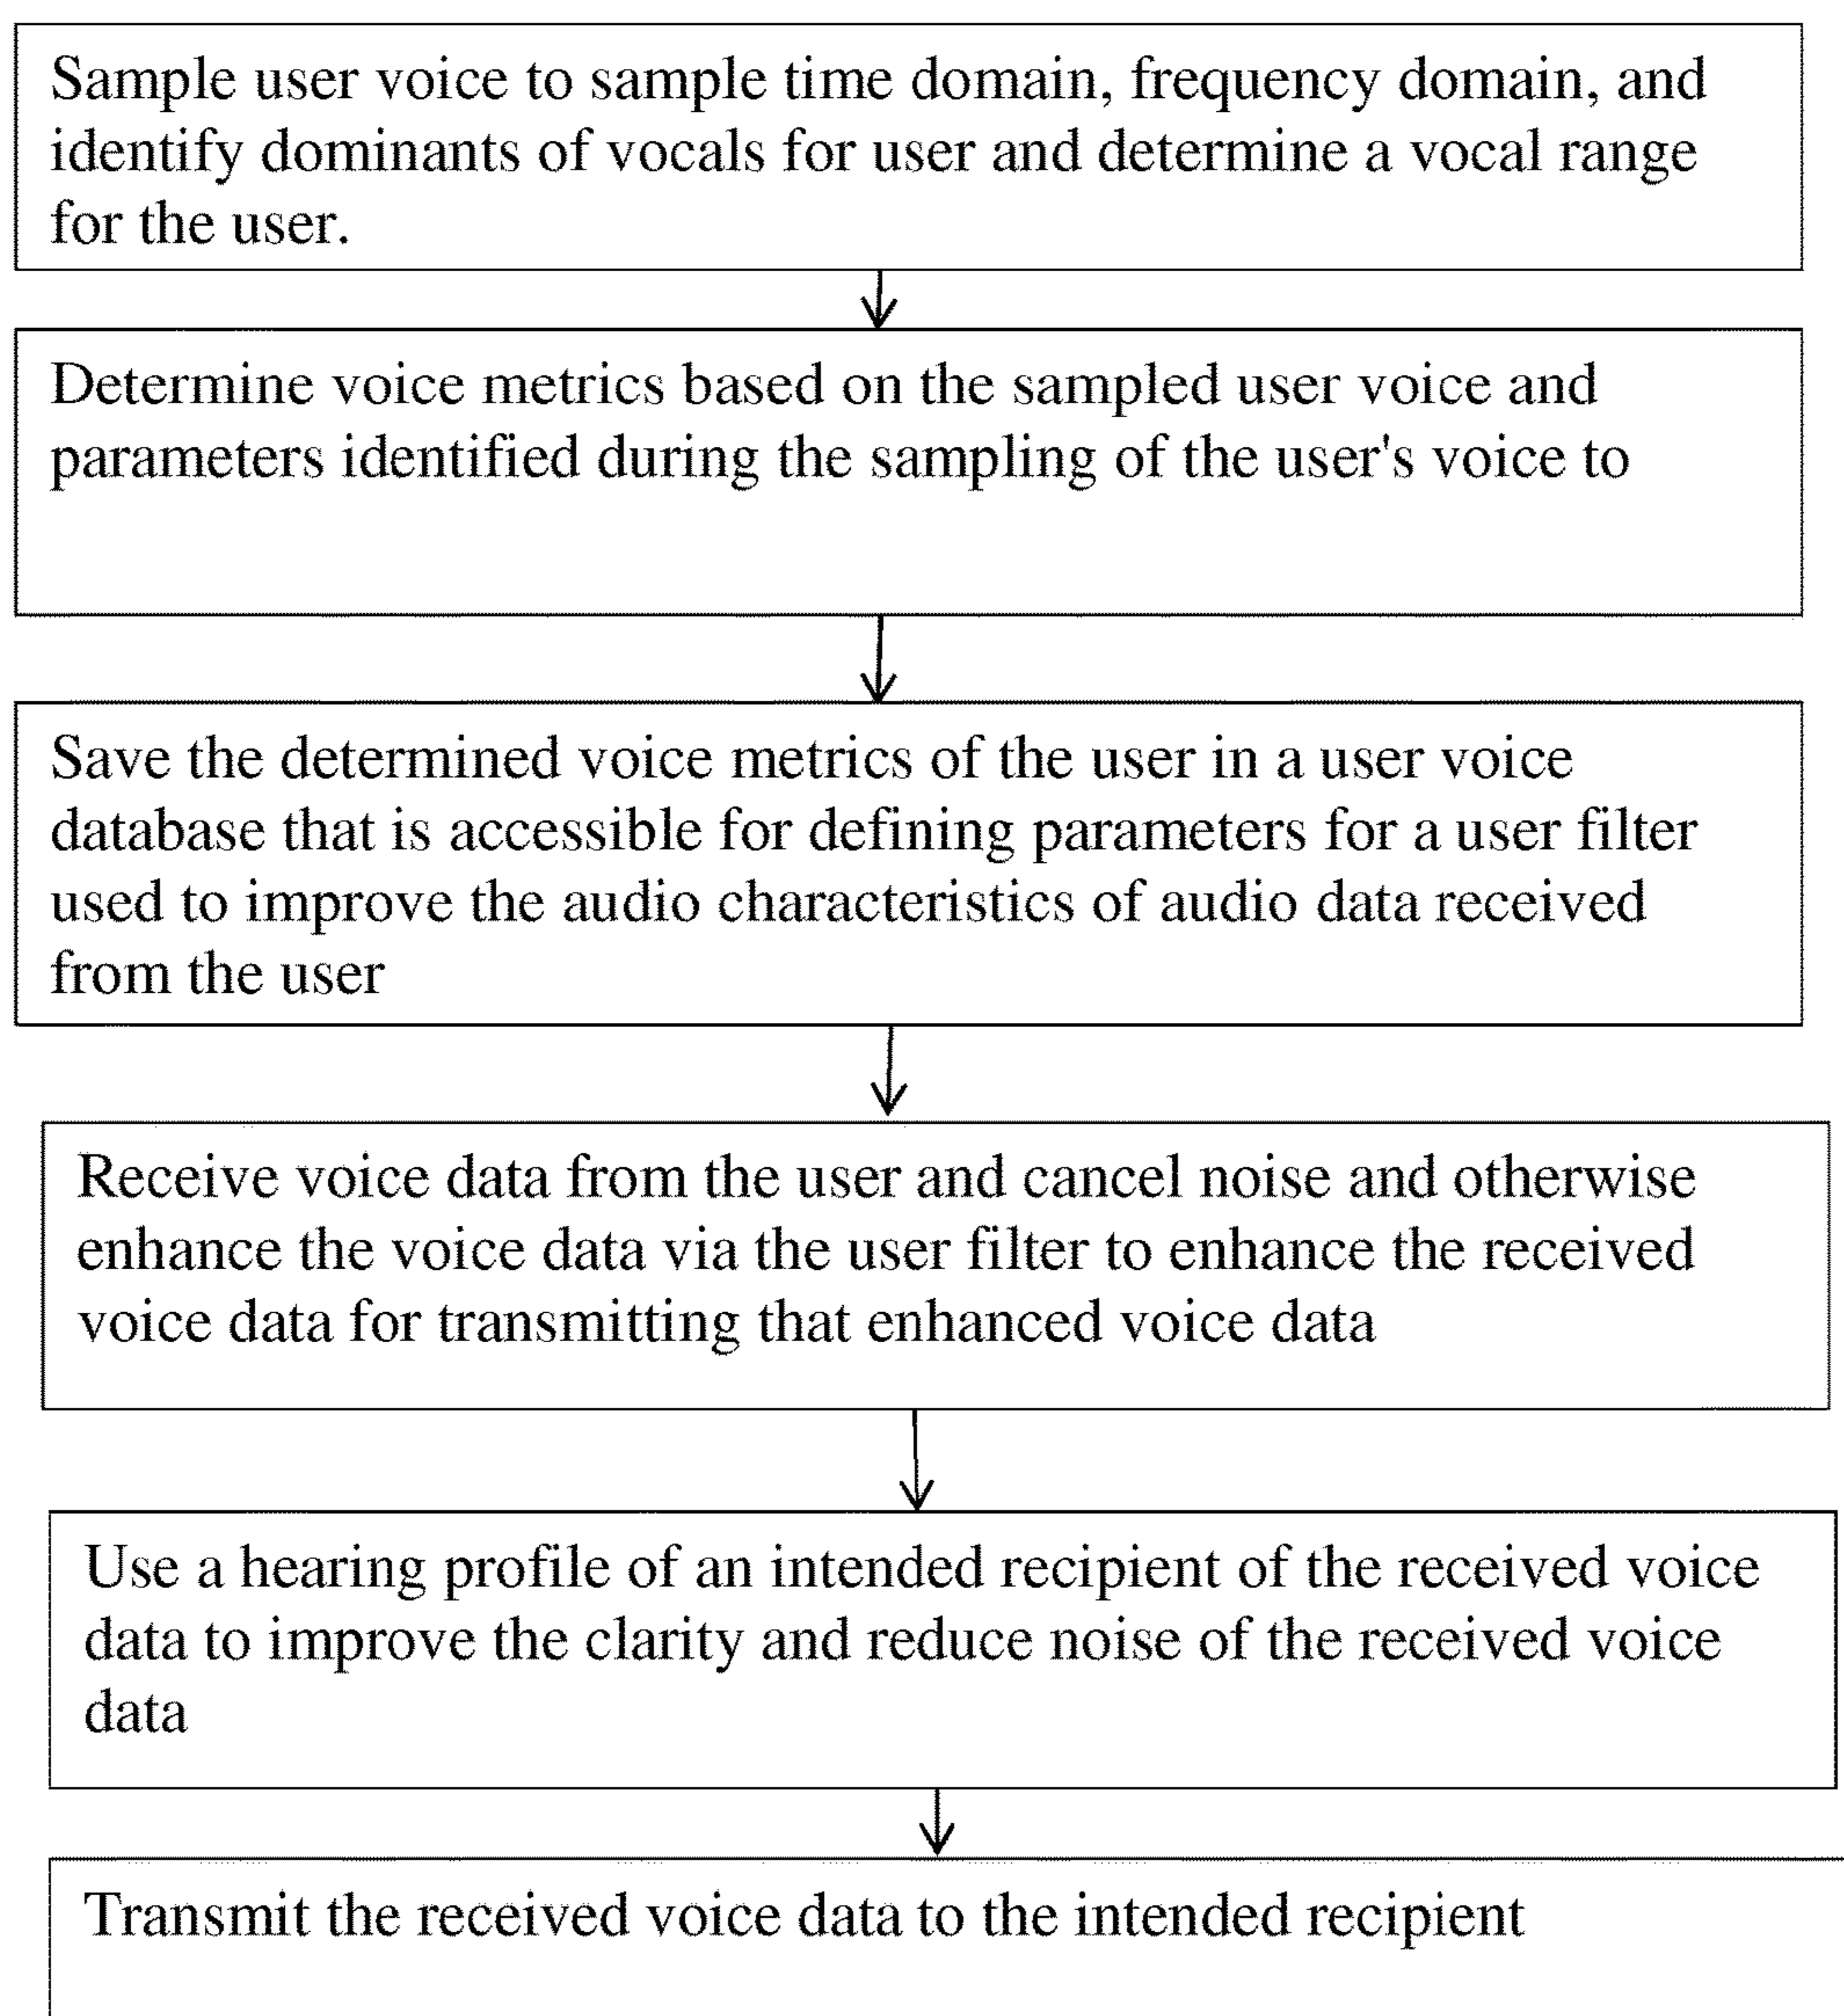 Sample user voice to sample time domain, frequency domain, and
identify dominants of vocals for user and determine a vocal range
for the user.
Determine voice metrics based on the sampled user voice and
parameters identified during the sampling of the user's voice to
Save the determined voice metrics of the user in a user voice
database that is accessible for defining parameters for a user filter
used to improve the audio characteristics of audio data received
from the user
Receive voice data from the user and cancel noise and otherwise
enhance the voice data via the user filter to enhance the received
voice data for transmitting that enhanced voice data
Use a hearing profile of an intended recipient of the received voice
data to improve the clarity and reduce noise of the received voice
data
Transmit the received voice data to the intended recipient